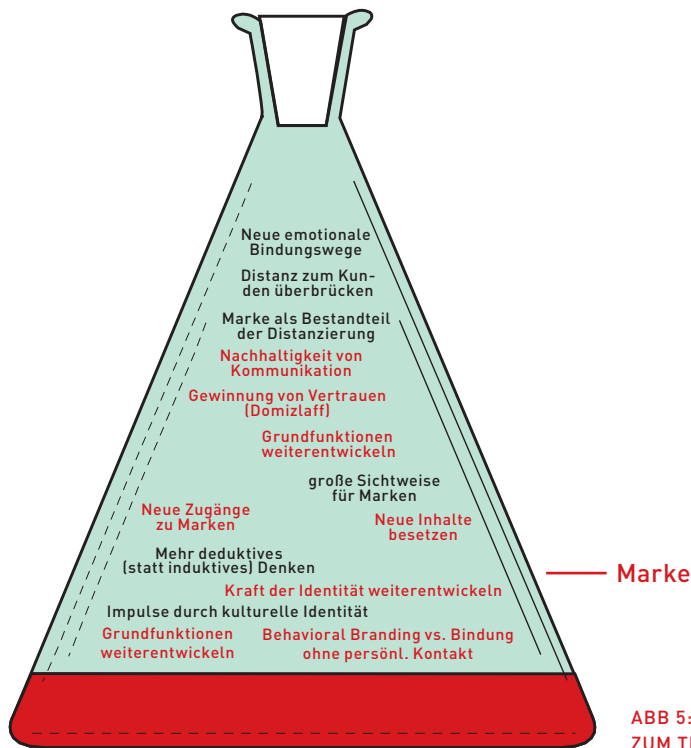 Neue emotionale
Bindungswege
Distanz zum Kun-
den überbrücken
Marke als Bestandteil
der Distanzierung
Nachhaltigkeit von
Kommunikation
Gewinnung von Vertrauen
(Domizlaff)
Grundfunktionen
weiterentwickeln
große Sichtweise
für Marken
Neue Zugänge
zu Marken
Neue Inhalte
besetzen
Mehr deduktives
(statt induktives) Denken
Kraft der Identität weiterentwickeln
Impulse durch kulturelle Identität
Grundfunktionen
weiterentwickeln
Behavioral Branding vs. Bindung
ohne persönl. Kontakt
Marke
ABB 5:
ZUM